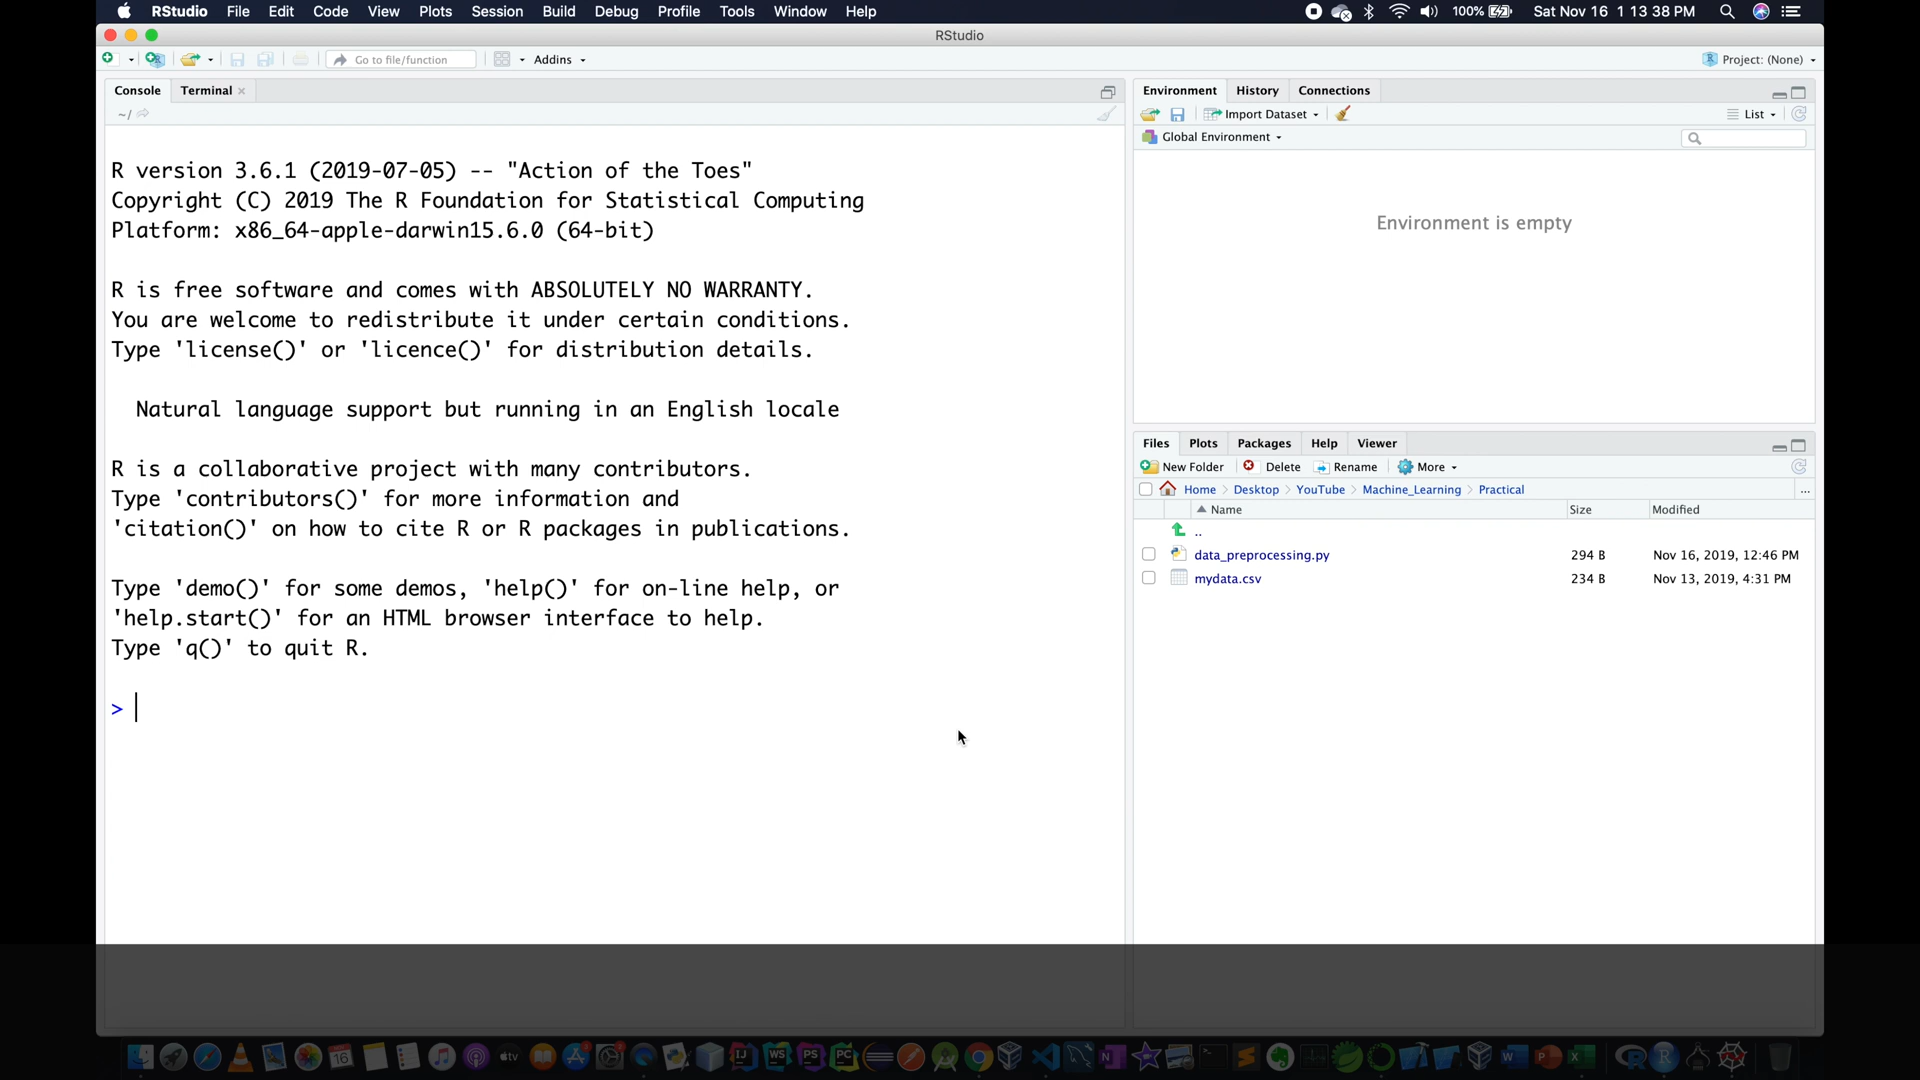 RStudio File Edit Code View Plots Session Build Debug Profile Tools Window Help 100% Sat Nov 16 1 13 38 PM
RStudio
Go to file/function Addins Project: (None)
Console Terminal
~/
R version 3.6.1 (2019-07-05) -- "Action of the Toes"
Copyright (C) 2019 The R Foundation for Statistical Computing
Platform: x86_64-apple-darwin15.6.0 (64-bit)
R is free software and comes with ABSOLUTELY NO WARRANTY.
You are welcome to redistribute it under certain conditions.
Type 'license()' or 'licence()' for distribution details.
Natural language support but running in an English locale
R is a collaborative project with many contributors.
Type 'contributors()' for more information and
'citation()' on how to cite R or R packages in publications.
Type 'demo()' for some demos, 'help()' for on-line help, or
'help.start()' for an HTML browser interface to help.
Type 'q()' to quit R.
>
Environment History Connections
Import Dataset List
Global Environment
Environment is empty
Files Plots Packages Help Viewer
New Folder Delete Rename More
Home Desktop YouTube Machine_Learning Practical ...
Name Size Modified
..
data_preprocessing.py 294 B Nov 16, 2019, 12:46 PM
mydata.csv 234 B Nov 13, 2019, 4:31 PM